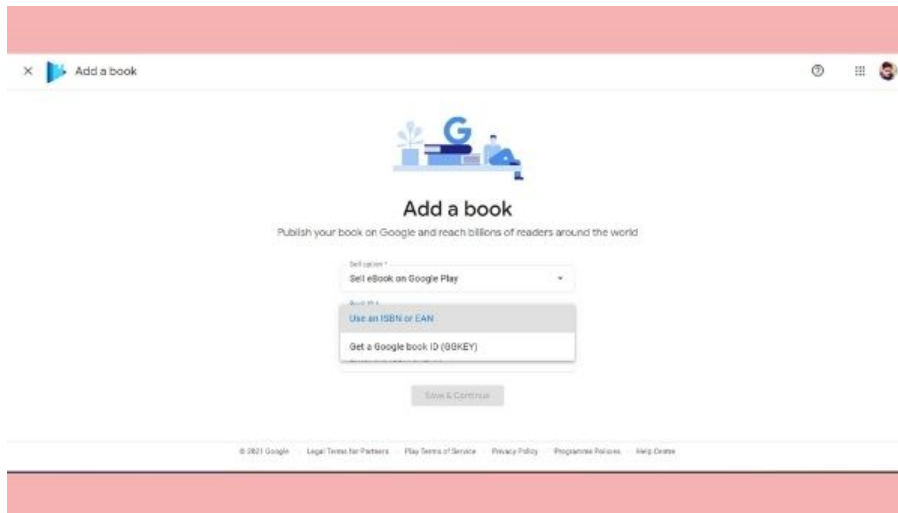 Add a book
G
Add a book
Publish your book on Google and reach billions of readers around the world
Sell option *
Sell eBook on Google Play
Use an ISBN or EAN
Get a Google book ID (GGKEY)
Save & Continue
© 2021 Google Legal Terms for Partners Play Terms of Service Privacy Policy Programme Policies Help Centre